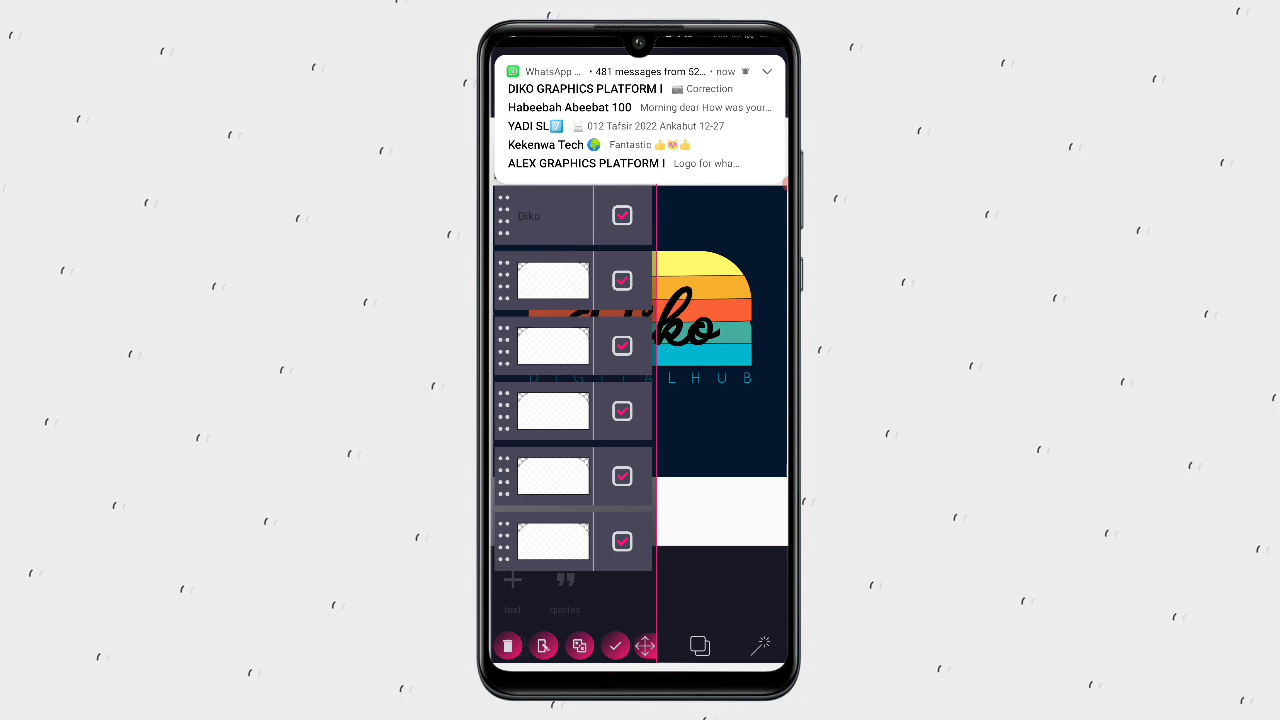 WhatsApp ... • 481 messages from 52... • now
DIKO GRAPHICS PLATFORM I Correction
Habeebah Abeebat 100 Morning dear How was your...
YADI SL7️⃣ 012 Tafsir 2022 Ankabut 12-27
Kekenwa Tech 🌍 Fantastic 👍😻👍
ALEX GRAPHICS PLATFORM I Logo for wha...
Diko
ko
D I G I T A L H U B
text quotes